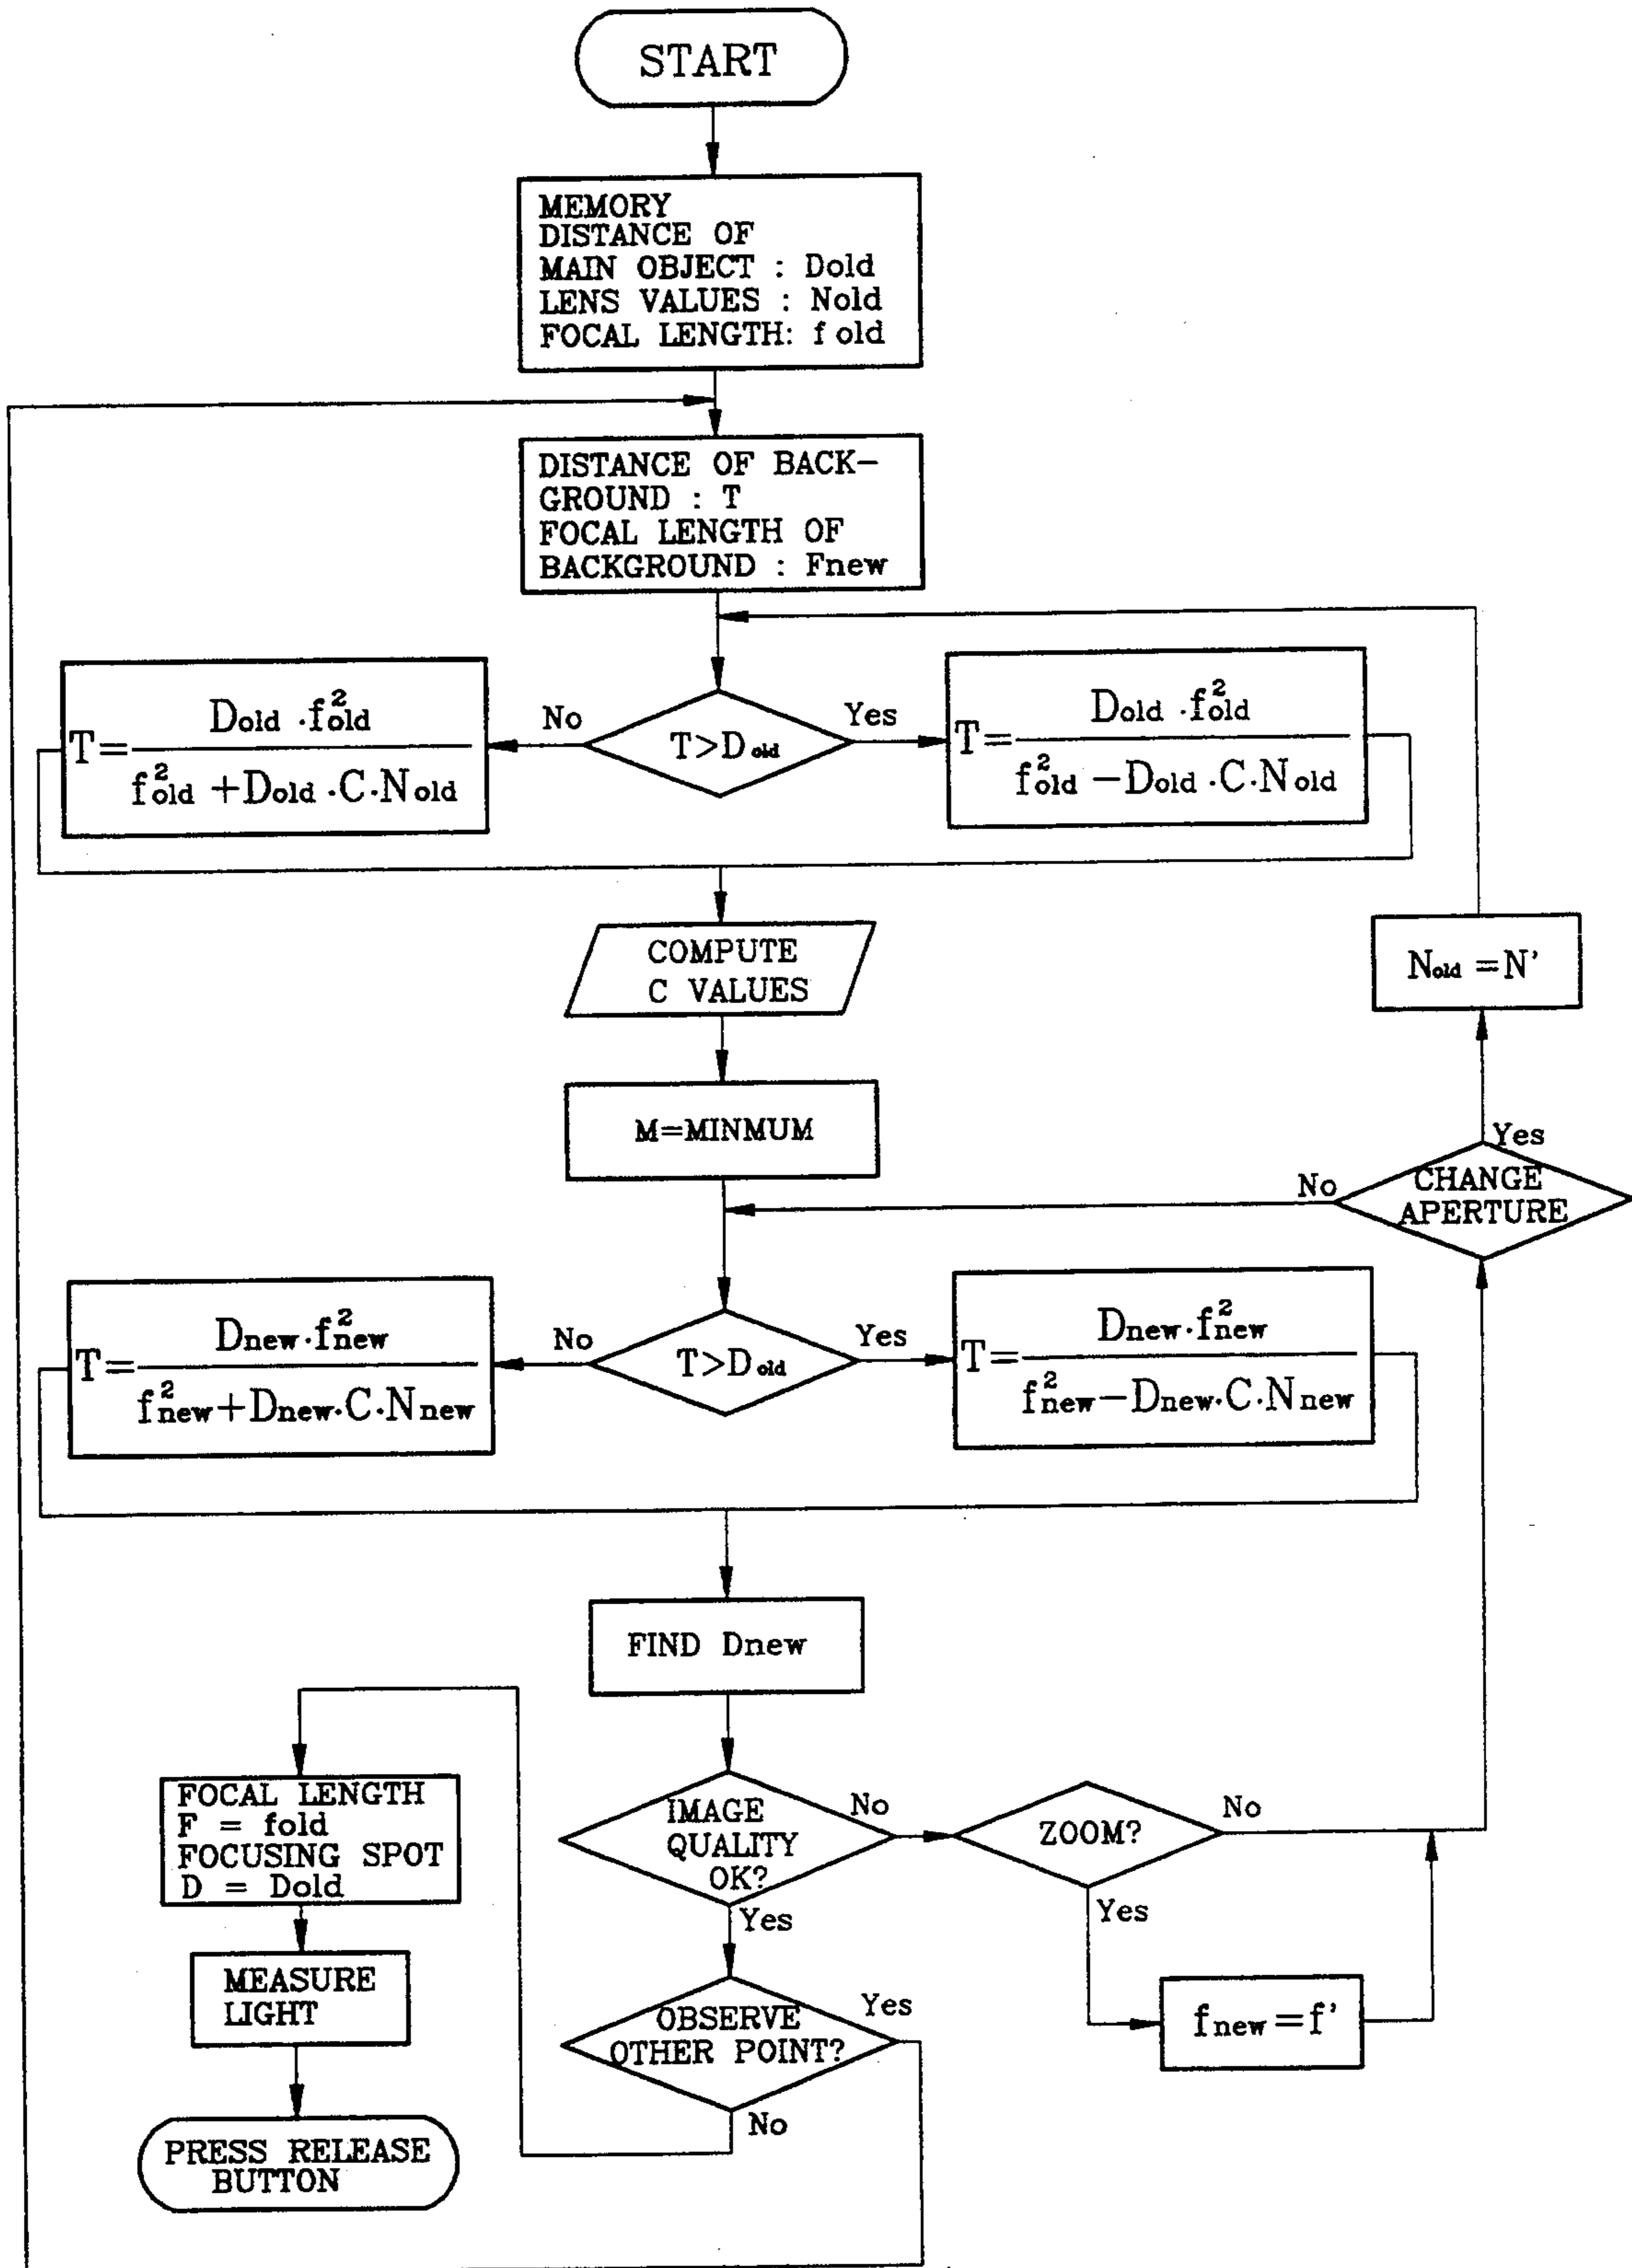 START
MEMORY
DISTANCE OF
MAIN OBJECT : Dold
LENS VALUES : Nold
FOCAL LENGTH: f old
DISTANCE OF BACK-
GROUND : T
FOCAL LENGTH OF
BACKGROUND : Fnew
T=Dold·f²old/f²old+Dold·C·Nold
No
T>Dold
Yes
T=Dold·f²old/f²old−Dold·C·Nold
COMPUTE
C VALUES
Nold=N'
M=MINMUM
Yes
No
CHANGE
APERTURE
T=Dnew·f²new/f²new+Dnew·C·Nnew
No
T>Dold
Yes
T=Dnew·f²new/f²new−Dnew·C·Nnew
FIND Dnew
FOCAL LENGTH
F = fold
FOCUSING SPOT
D = Dold
IMAGE
QUALITY
OK?
No
ZOOM?
No
Yes
Yes
MEASURE
LIGHT
OBSERVE
OTHER POINT?
Yes
fnew=f'
No
PRESS RELEASE
BUTTON